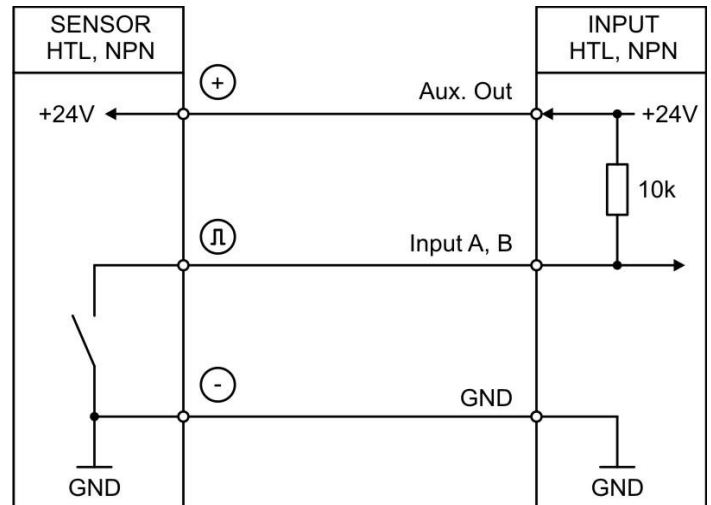 SENSOR
HTL, NPN
INPUT
HTL, NPN
+
Aux. Out
+24V
+24V
10k
Input A, B
-
GND
GND
GND